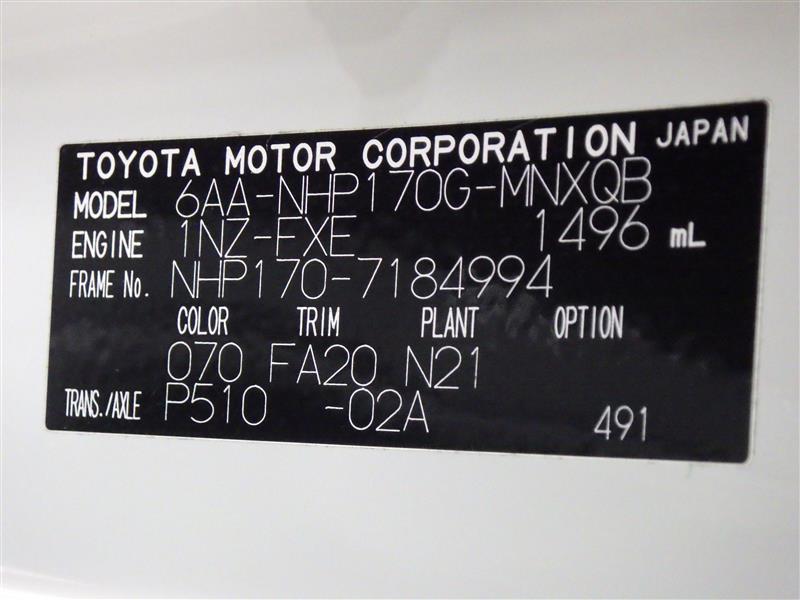 TOYOTA MOTOR CORPORATION JAPAN
MODEL 6AA-NHP170G-MNXQB
ENGINE 1NZ-FXE 1496 mL
FRAME No. NHP170-7184994
COLOR TRIM PLANT OPTION
070 FA20 N21
TRANS./AXLE P510 -02A 491